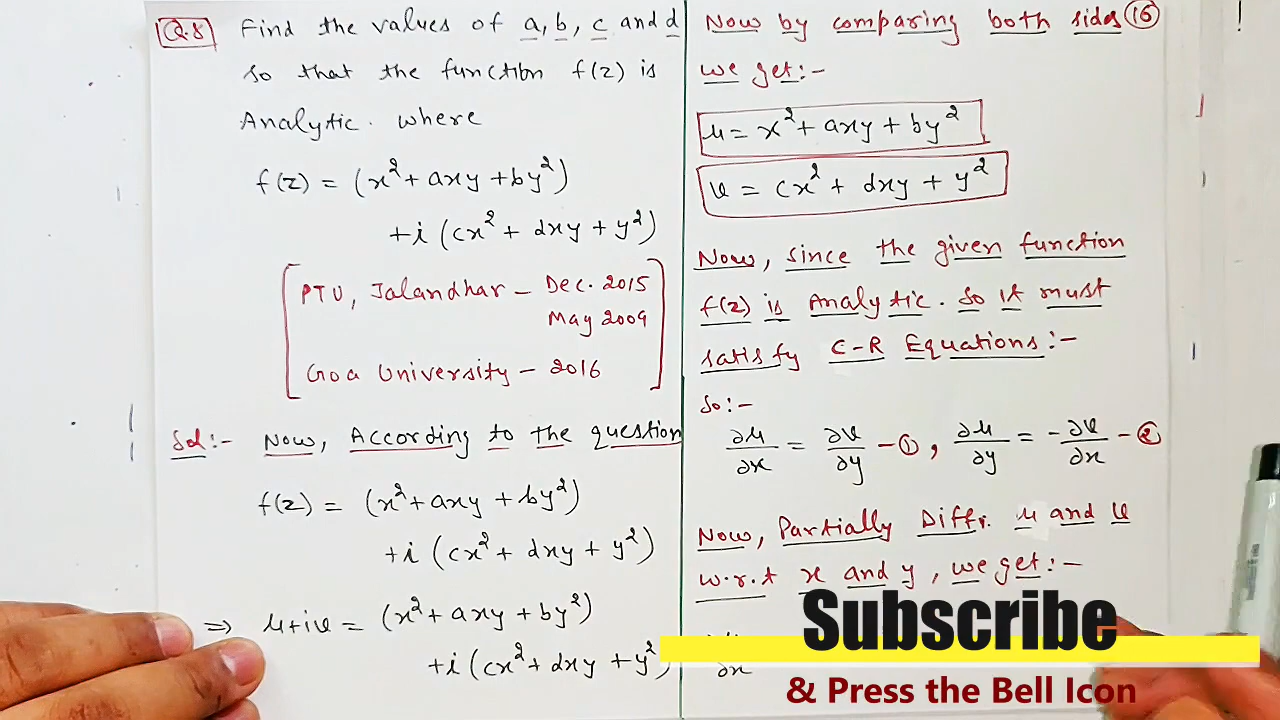 Q.8 Find the values of a, b, c and d
so that the function f(z) is
Analytic. where
f(z) = (x² + axy + by²)
+i (cx² + dxy + y²)
PTU, Jalandhar - Dec. 2015
May 2009
Goa University - 2016
Sol:- Now, According to the question
f(z) = (x² + axy + by²)
+i (cx² + dxy + y²)
⇒ u+iv = (x² + axy + by²)
+i (cx² + dxy + y²)
Now by comparing both sides 16
we get:-
u = x² + axy + by²
v = cx² + dxy + y²
Now, since the given function
f(z) is Analytic. So it must
satisfy C-R Equations:-
So:-
∂u/∂x = ∂v/∂y - ①, ∂u/∂y = -∂v/∂x - ②
Now, Partially Diff. u and v
w.r.t x and y, we get:-
∂x
Subscribe
& Press the Bell Icon